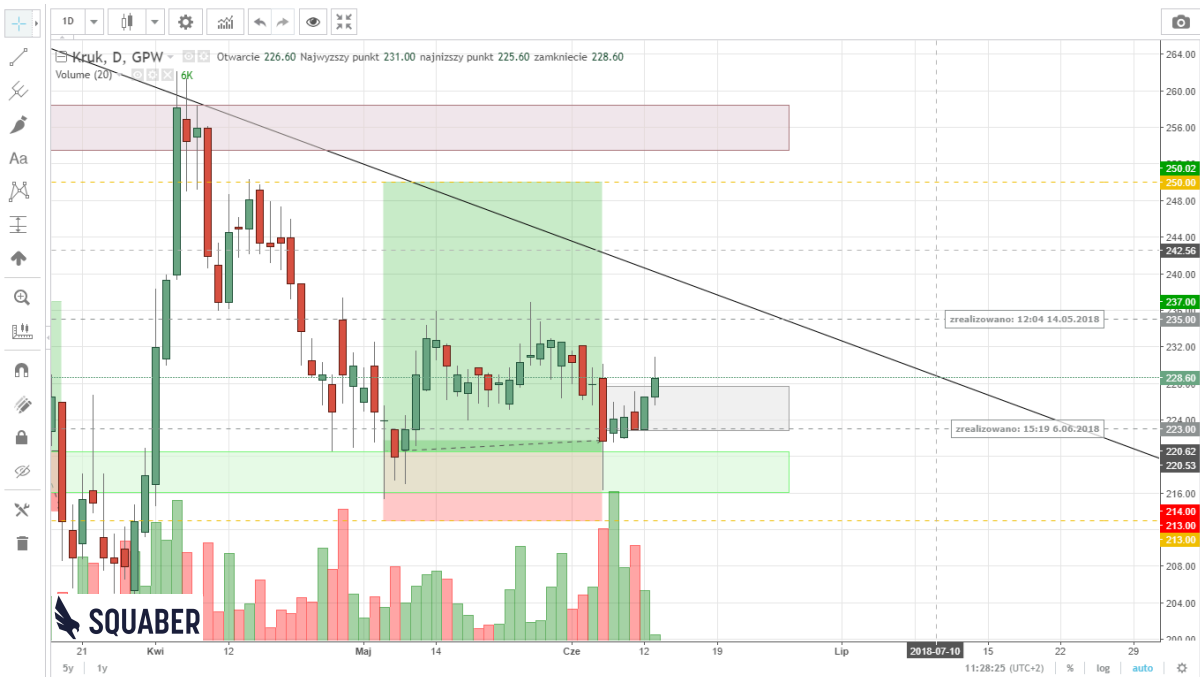 1D
Kruk, D, GPW Otwarcie 226.60 Najwyzszy punkt 231.00 najnizszy punkt 225.60 zamkniecie 228.60
Volume (20) 6K
Aa
264.00
260.00
256.00
250.02
250.00
248.00
244.00
242.56
240.00
237.00
zrealizowano: 12:04 14.05.2018 235.00
232.00
228.60
224.00
zrealizowano: 15:19 6.06.2018 223.00
220.62
220.53
216.00
214.00
213.00
213.00
208.00
204.00
200.00
SQUABER
21 Kwi 12 Maj 14 Cze 12 19 Lip 2018-07-10 15 22 29
5y 1y 11:28:25 (UTC+2) % log auto